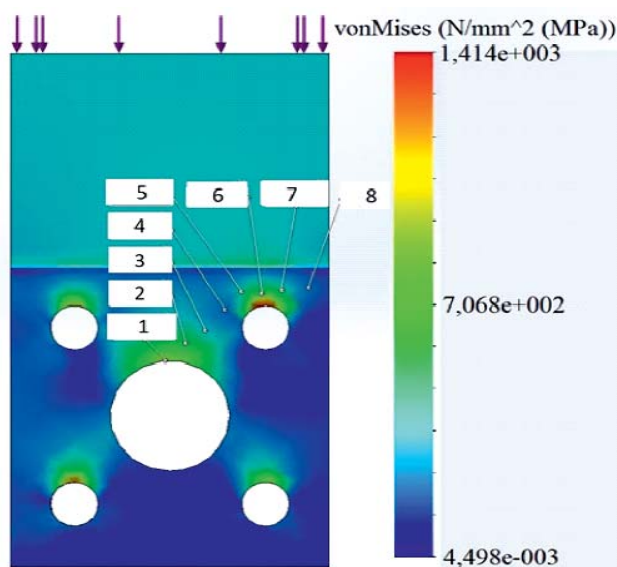 vonMises (N/mm^2 (MPa))
1,414e+003
5 6 7 8
4
3
2
1
7,068e+002
4,498e-003